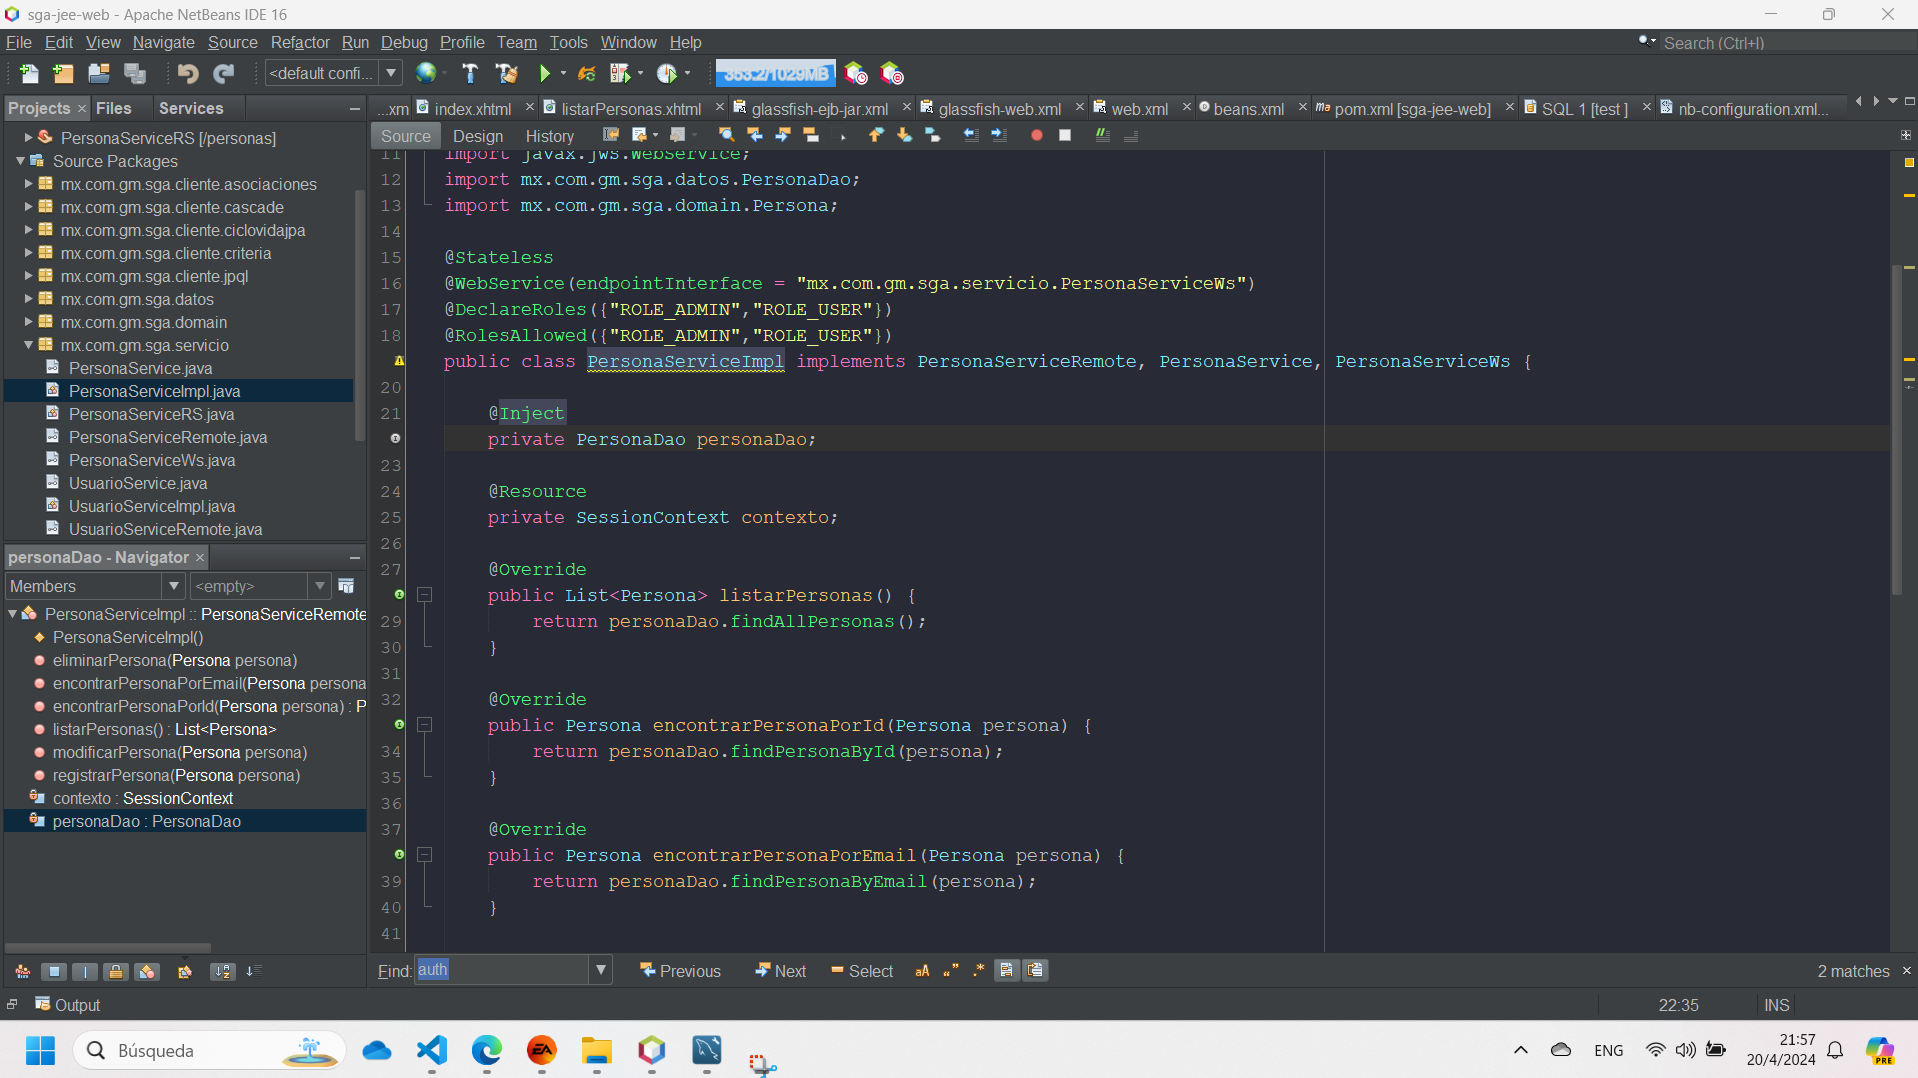 sga-jee-web - Apache NetBeans IDE 16
File Edit View Navigate Source Refactor Run Debug Profile Team Tools Window Help
Search (Ctrl+I)
<default confi...
353.2/1029MB
Projects Files Services
...xm index.xhtml listarPersonas.xhtml glassfish-ejb-jar.xml glassfish-web.xml web.xml beans.xml pom.xml [sga-jee-web] SQL 1 [test ] nb-configuration.xml...
Source Design History
PersonaServiceRS [/personas]
Source Packages
mx.com.gm.sga.cliente.asociaciones
mx.com.gm.sga.cliente.cascade
mx.com.gm.sga.cliente.ciclovidajpa
mx.com.gm.sga.cliente.criteria
mx.com.gm.sga.cliente.jpql
mx.com.gm.sga.datos
mx.com.gm.sga.domain
mx.com.gm.sga.servicio
PersonaService.java
PersonaServiceImpl.java
PersonaServiceRS.java
PersonaServiceRemote.java
PersonaServiceWs.java
UsuarioService.java
UsuarioServiceImpl.java
UsuarioServiceRemote.java
personaDao - Navigator
Members <empty>
PersonaServiceImpl :: PersonaServiceRemote
PersonaServiceImpl()
eliminarPersona(Persona persona)
encontrarPersonaPorEmail(Persona persona
encontrarPersonaPorId(Persona persona) : P
listarPersonas() : List<Persona>
modificarPersona(Persona persona)
registrarPersona(Persona persona)
contexto : SessionContext
personaDao : PersonaDao
11 import javax.jws.WebService;
12 import mx.com.gm.sga.datos.PersonaDao;
13 import mx.com.gm.sga.domain.Persona;
14
15 @Stateless
16 @WebService(endpointInterface = "mx.com.gm.sga.servicio.PersonaServiceWs")
17 @DeclareRoles({"ROLE_ADMIN","ROLE_USER"})
18 @RolesAllowed({"ROLE_ADMIN","ROLE_USER"})
public class PersonaServiceImpl implements PersonaServiceRemote, PersonaService, PersonaServiceWs {
20
21 @Inject
private PersonaDao personaDao;
23
24 @Resource
25 private SessionContext contexto;
26
27 @Override
public List<Persona> listarPersonas() {
29 return personaDao.findAllPersonas();
30 }
31
32 @Override
public Persona encontrarPersonaPorId(Persona persona) {
34 return personaDao.findPersonaById(persona);
35 }
36
37 @Override
public Persona encontrarPersonaPorEmail(Persona persona) {
39 return personaDao.findPersonaByEmail(persona);
40 }
41
Find: auth Previous Next Select aA 2 matches
Output
22:35 INS
Búsqueda
EA
ENG
21:57
20/4/2024
PRE